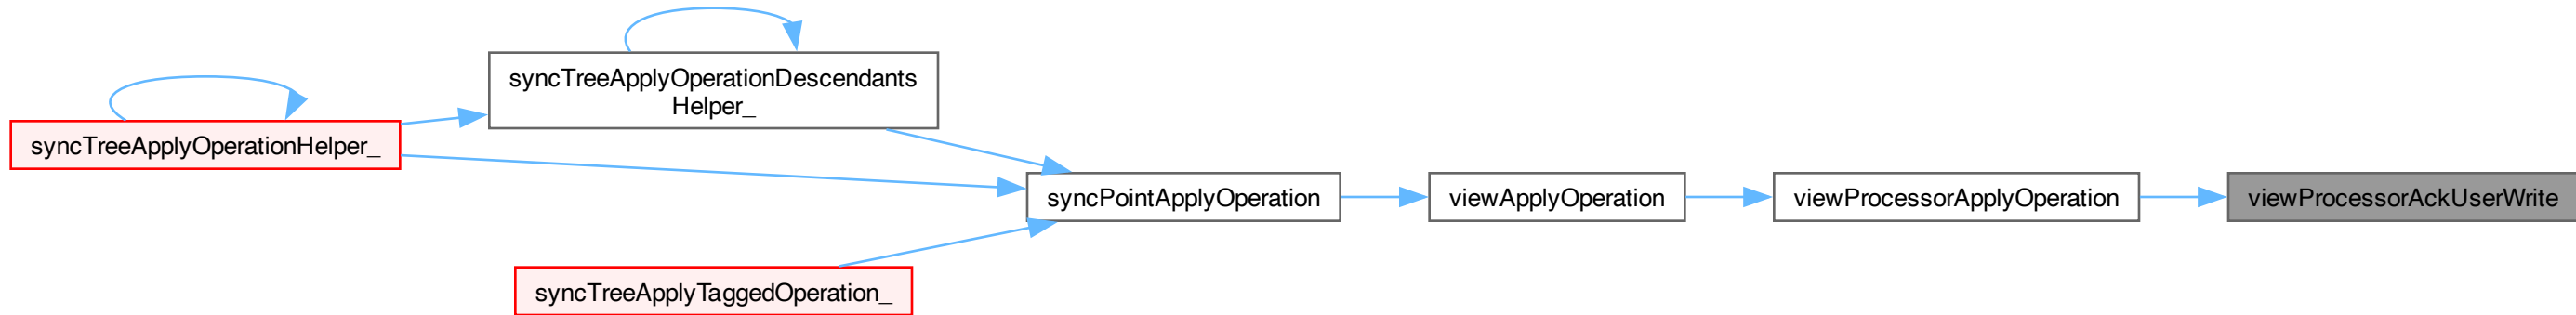 syncTreeApplyOperationDescendants
Helper_
syncTreeApplyOperationHelper_
syncPointApplyOperation
viewApplyOperation
viewProcessorApplyOperation
viewProcessorAckUserWrite
syncTreeApplyTaggedOperation_